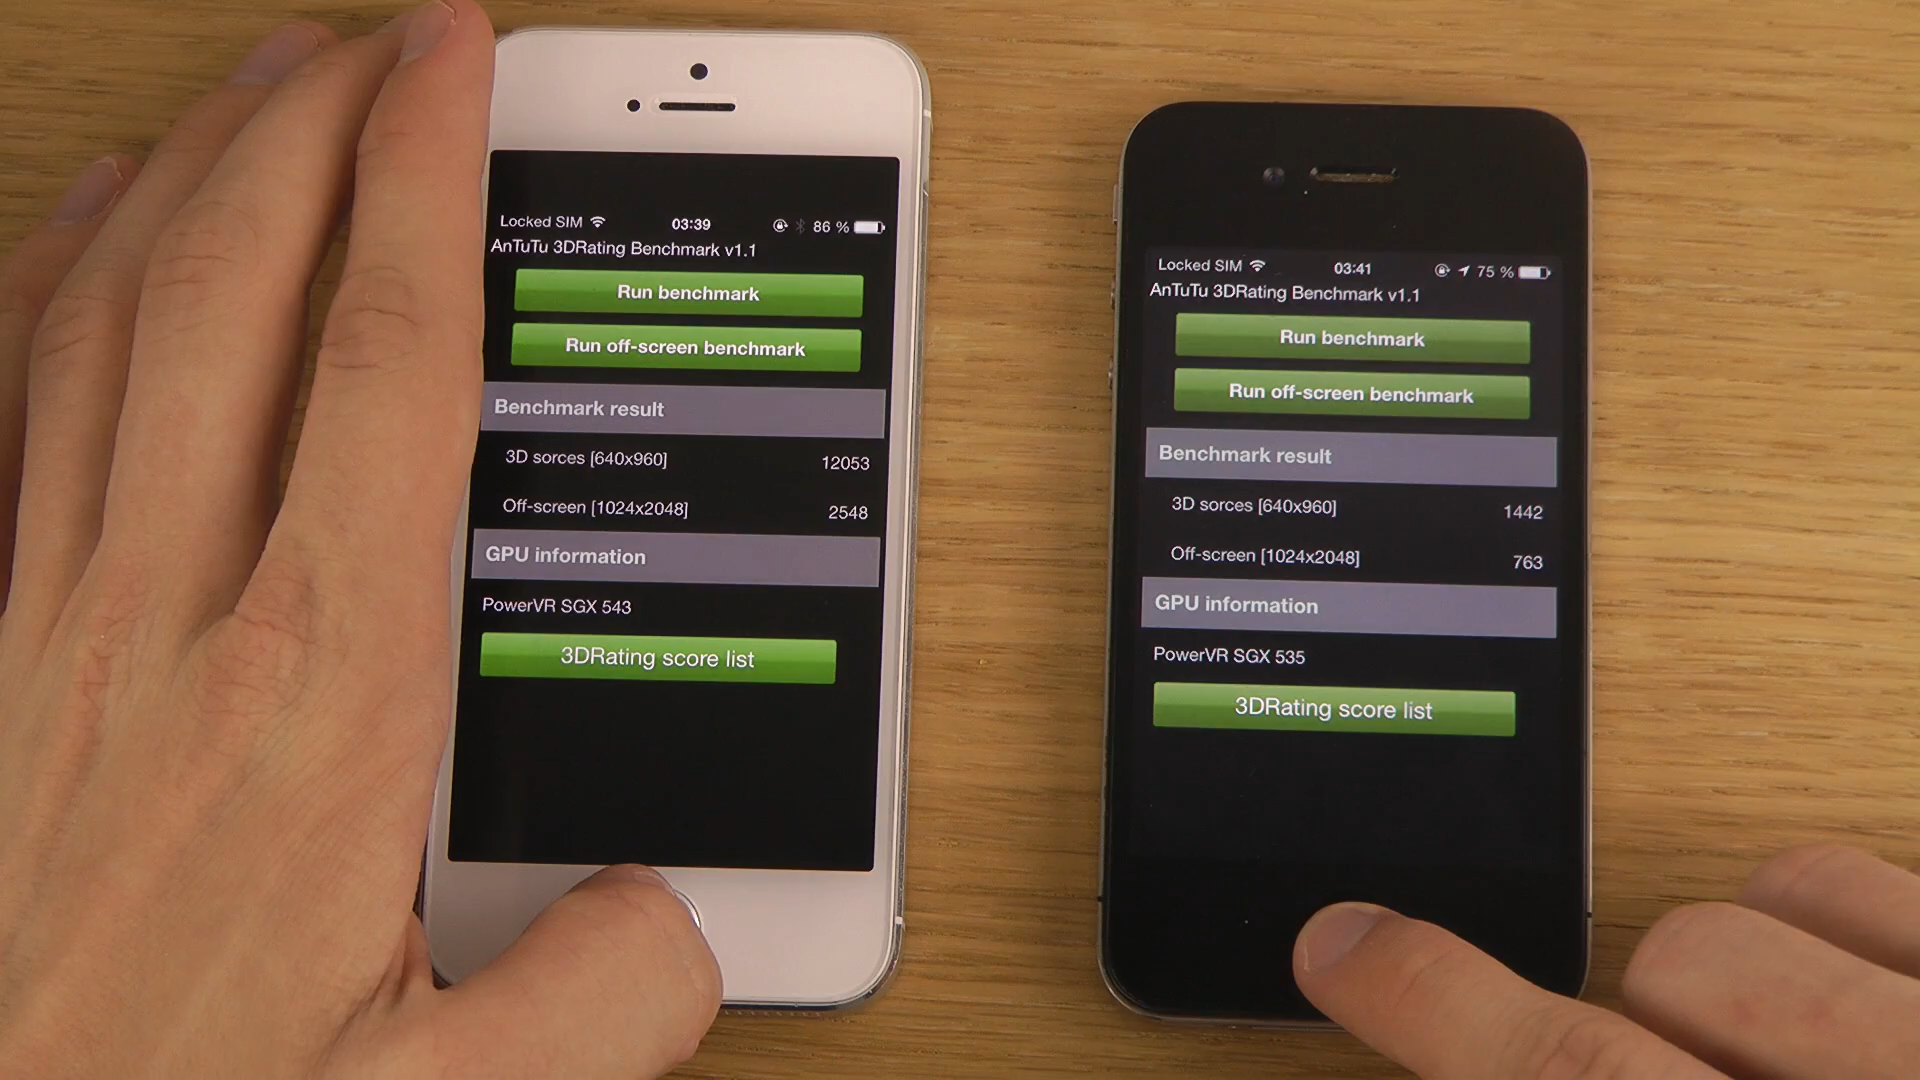 Locked SIM 03:39 86 %
AnTuTu 3DRating Benchmark v1.1
Run benchmark
Run off-screen benchmark
Benchmark result
3D sorces [640x960] 12053
Off-screen [1024x2048] 2548
GPU information
PowerVR SGX 543
3DRating score list
Locked SIM 03:41 75 %
AnTuTu 3DRating Benchmark v1.1
Run benchmark
Run off-screen benchmark
Benchmark result
3D sorces [640x960] 1442
Off-screen [1024x2048] 763
GPU information
PowerVR SGX 535
3DRating score list